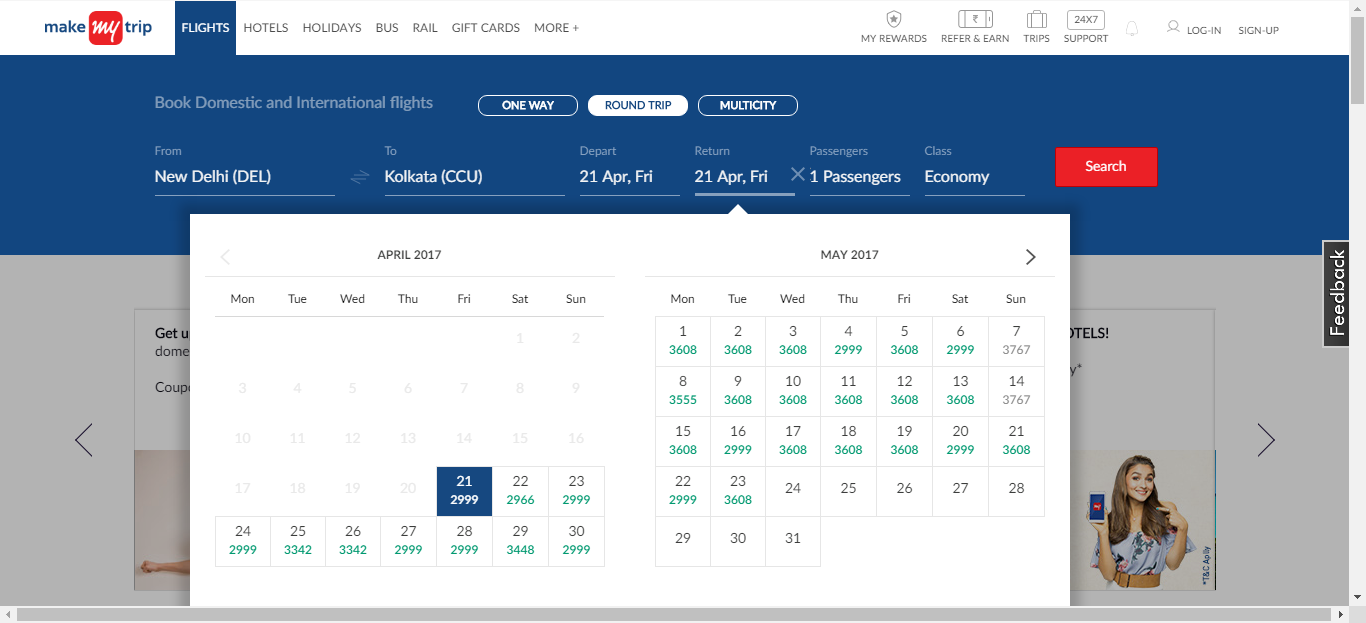 make my trip
FLIGHTS HOTELS HOLIDAYS BUS RAIL GIFT CARDS MORE +
₹ 24X7
MY REWARDS REFER & EARN TRIPS SUPPORT LOG-IN SIGN-UP
Book Domestic and International flights ONE WAY ROUND TRIP MULTICITY
From To Depart Return Passengers Class
New Delhi (DEL) Kolkata (CCU) 21 Apr, Fri 21 Apr, Fri 1 Passengers Economy Search
APRIL 2017
Mon Tue Wed Thu Fri Sat Sun
1 2
3 4 5 6 7 8 9
10 11 12 13 14 15 16
17 18 19 20 21 22 23
2999 2966 2999
24 25 26 27 28 29 30
2999 3342 3342 2999 2999 3448 2999
MAY 2017
Mon Tue Wed Thu Fri Sat Sun
1 2 3 4 5 6 7
3608 3608 3608 2999 3608 2999 3767
8 9 10 11 12 13 14
3555 3608 3608 3608 3608 3608 3767
15 16 17 18 19 20 21
3608 2999 3608 3608 3608 2999 3608
22 23 24 25 26 27 28
2999 3608
29 30 31
Get
dome
OTELS!
y*
*T&C Apply
Feedback